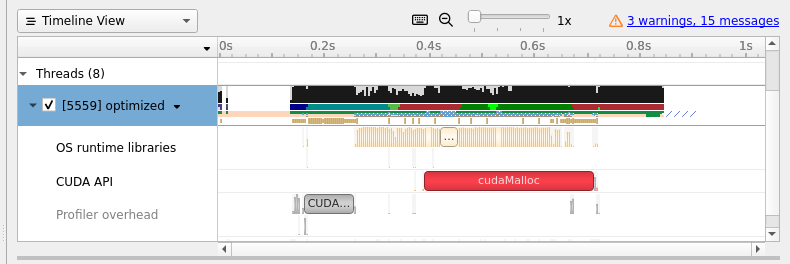 Timeline View 1x 3 warnings, 15 messages
0s 0.2s 0.4s 0.6s 0.8s 1s
Threads (8)
[5559] optimized
...
OS runtime libraries
CUDA API cudaMalloc
Profiler overhead CUDA...